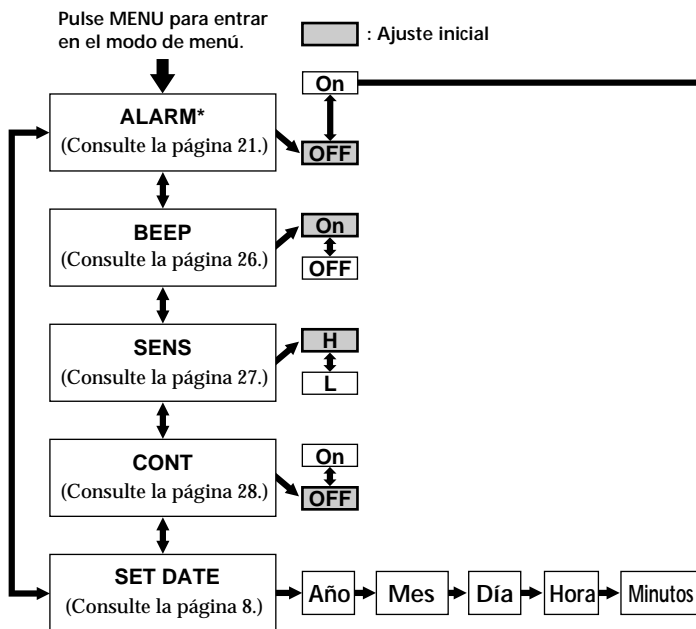 Pulse MENU para entrar
en el modo de menú.
: Ajuste inicial
ALARM*
(Consulte la página 21.)
On
OFF
BEEP
(Consulte la página 26.)
On
OFF
SENS
(Consulte la página 27.)
H
L
CONT
(Consulte la página 28.)
On
OFF
SET DATE
(Consulte la página 8.)
Año
Mes
Día
Hora
Minutos